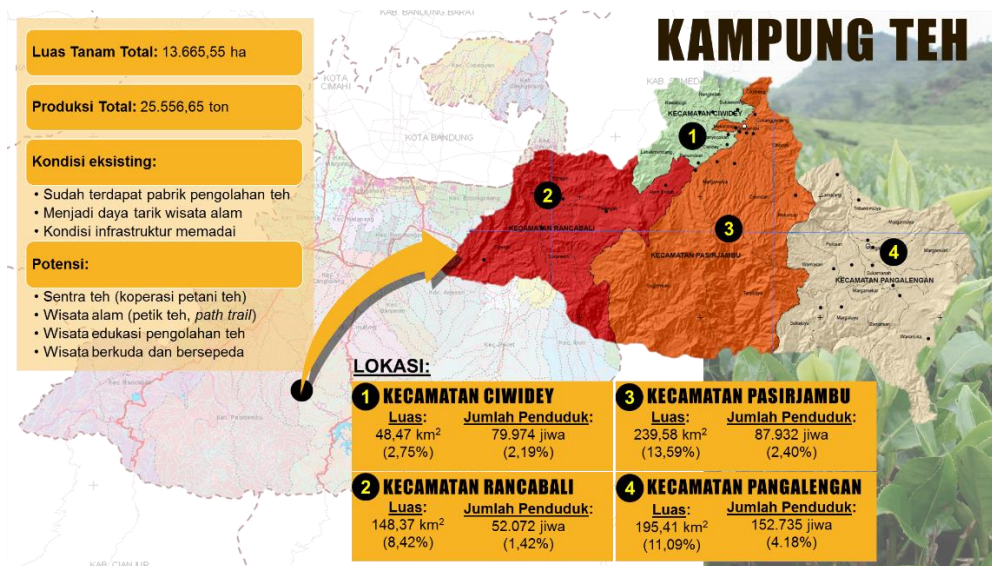 KAMPUNG TEH
Luas Tanam Total: 13.665,55 ha
Produksi Total: 25.556,65 ton
Kondisi eksisting:
• Sudah terdapat pabrik pengolahan teh
• Menjadi daya tarik wisata alam
• Kondisi infrastruktur memadai
Potensi:
• Sentra teh (koperasi petani teh)
• Wisata alam (petik teh, path trail)
• Wisata edukasi pengolahan teh
• Wisata berkuda dan bersepeda
KAB. BANDUNG BARAT
KOTA
CIMAHI
KOTA BANDUNG
KAB. CIANJUR
KECAMATAN CIWIDEY
1
2
KECAMATAN RANCABALI
3
KECAMATAN PASIRJAMBU
4
KECAMATAN PANGALENGAN
LOKASI:
1 KECAMATAN CIWIDEY
Luas: Jumlah Penduduk:
48,47 km² 79.974 jiwa
(2,75%) (2,19%)
2 KECAMATAN RANCABALI
Luas: Jumlah Penduduk:
148,37 km² 52.072 jiwa
(8,42%) (1,42%)
3 KECAMATAN PASIRJAMBU
Luas: Jumlah Penduduk:
239,58 km² 87.932 jiwa
(13,59%) (2,40%)
4 KECAMATAN PANGALENGAN
Luas: Jumlah Penduduk:
195,41 km² 152.735 jiwa
(11,09%) (4.18%)